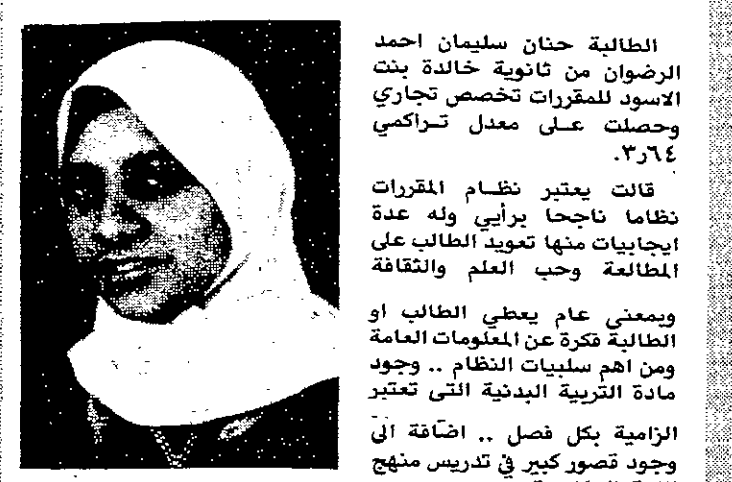 الطالبة حنان سليمان احمد
الرضوان من ثانوية خالدة بنت
الاسود للمقررات تخصص تجاري
وحصلت على معدل تراكمي
٦٤ر٣.
قالت يعتبر نظام المقررات
نظاما ناجحا برأيي وله عدة
ايجابيات منها تعويد الطالب على
المطالعة وحب العلم والثقافة
وبمعنى عام يعطي الطالب او
الطالبة فكرة عن المعلومات العامة
ومن اهم سلبيات النظام .. وجود
مادة التربية البدنية التى تعتبر
الزامية بكل فصل .. اضافة الى
وجود قصور كبير في تدريس منهج